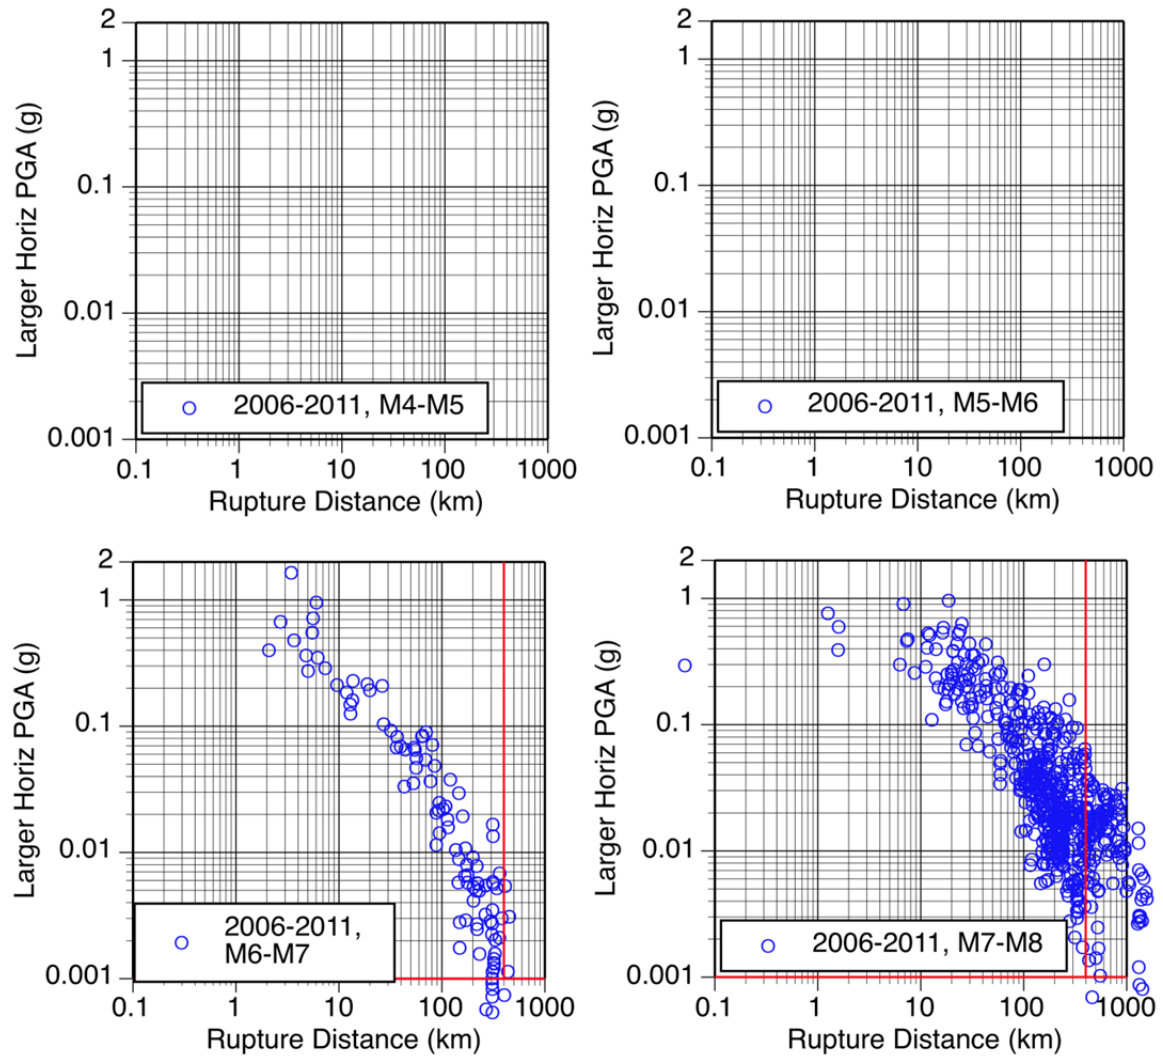 2
1
0.1
0.01
0.001
Larger Horiz PGA (g)
2006-2011, M4-M5
0.1 1 10 100 1000
Rupture Distance (km)
2
1
0.1
0.01
0.001
Larger Horiz PGA (g)
2006-2011, M5-M6
0.1 1 10 100 1000
Rupture Distance (km)
2
1
0.1
0.01
0.001
Larger Horiz PGA (g)
2006-2011,
M6-M7
0.1 1 10 100 1000
Rupture Distance (km)
2
1
0.1
0.01
0.001
Larger Horiz PGA (g)
2006-2011, M7-M8
0.1 1 10 100 1000
Rupture Distance (km)